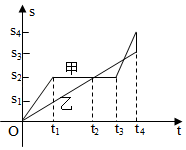 s
s₄
s₃
甲
s₂
s₁
乙
O
t₁
t₂
t₃
t₄
t